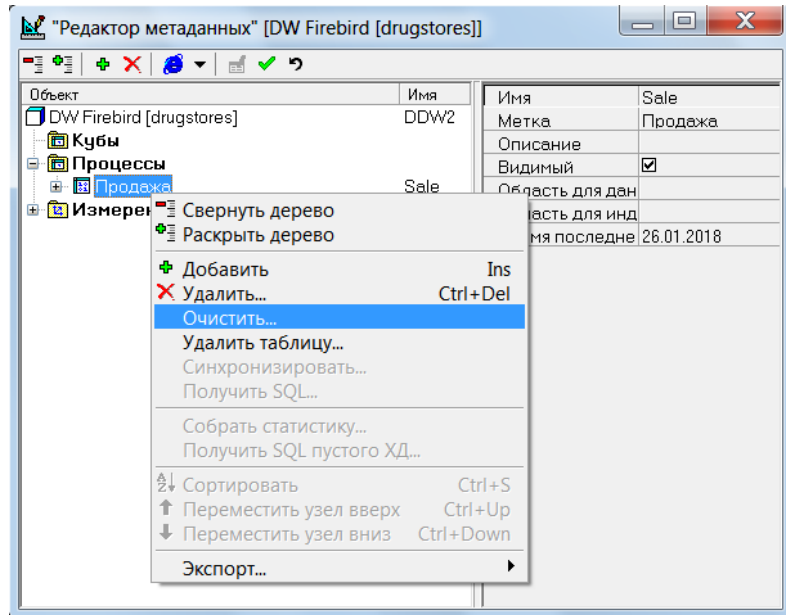 "Редактор метаданных" [DW Firebird [drugstores]]
Объект Имя
DW Firebird [drugstores] DDW2
Кубы
Процессы
Продажа Sale
Измерен
Имя Sale
Метка Продажа
Описание
Видимый
Область для дан
ласть для инд
мя последне 26.01.2018
Свернуть дерево
Раскрыть дерево
Добавить Ins
Удалить... Ctrl+Del
Очистить...
Удалить таблицу...
Синхронизировать...
Получить SQL...
Собрать статистику...
Получить SQL пустого ХД...
Сортировать Ctrl+S
Переместить узел вверх Ctrl+Up
Переместить узел вниз Ctrl+Down
Экспорт...